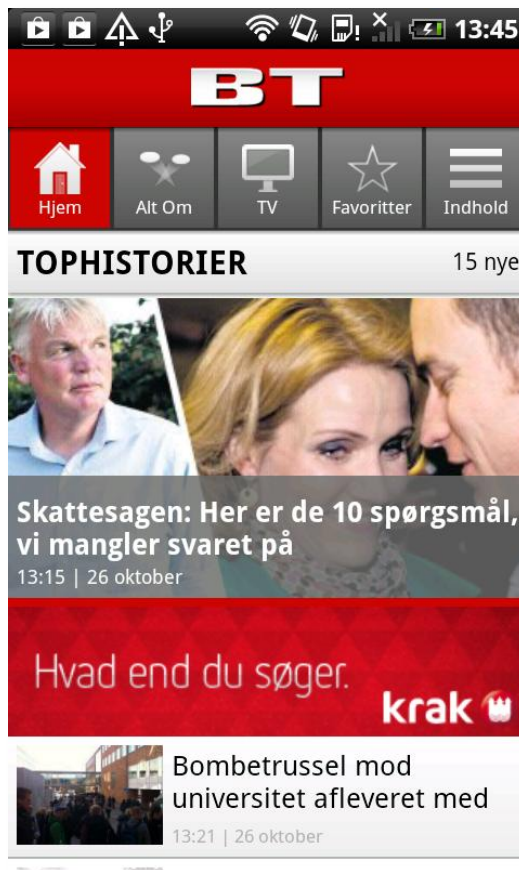 13:45
BT
Hjem
Alt Om
TV
Favoritter
Indhold
TOPHISTORIER
15 nye
Skattesagen: Her er de 10 spørgsmål,
vi mangler svaret på
13:15 | 26 oktober
Hvad end du søger.
krak
Bombetrussel mod
universitet afleveret med
13:21 | 26 oktober